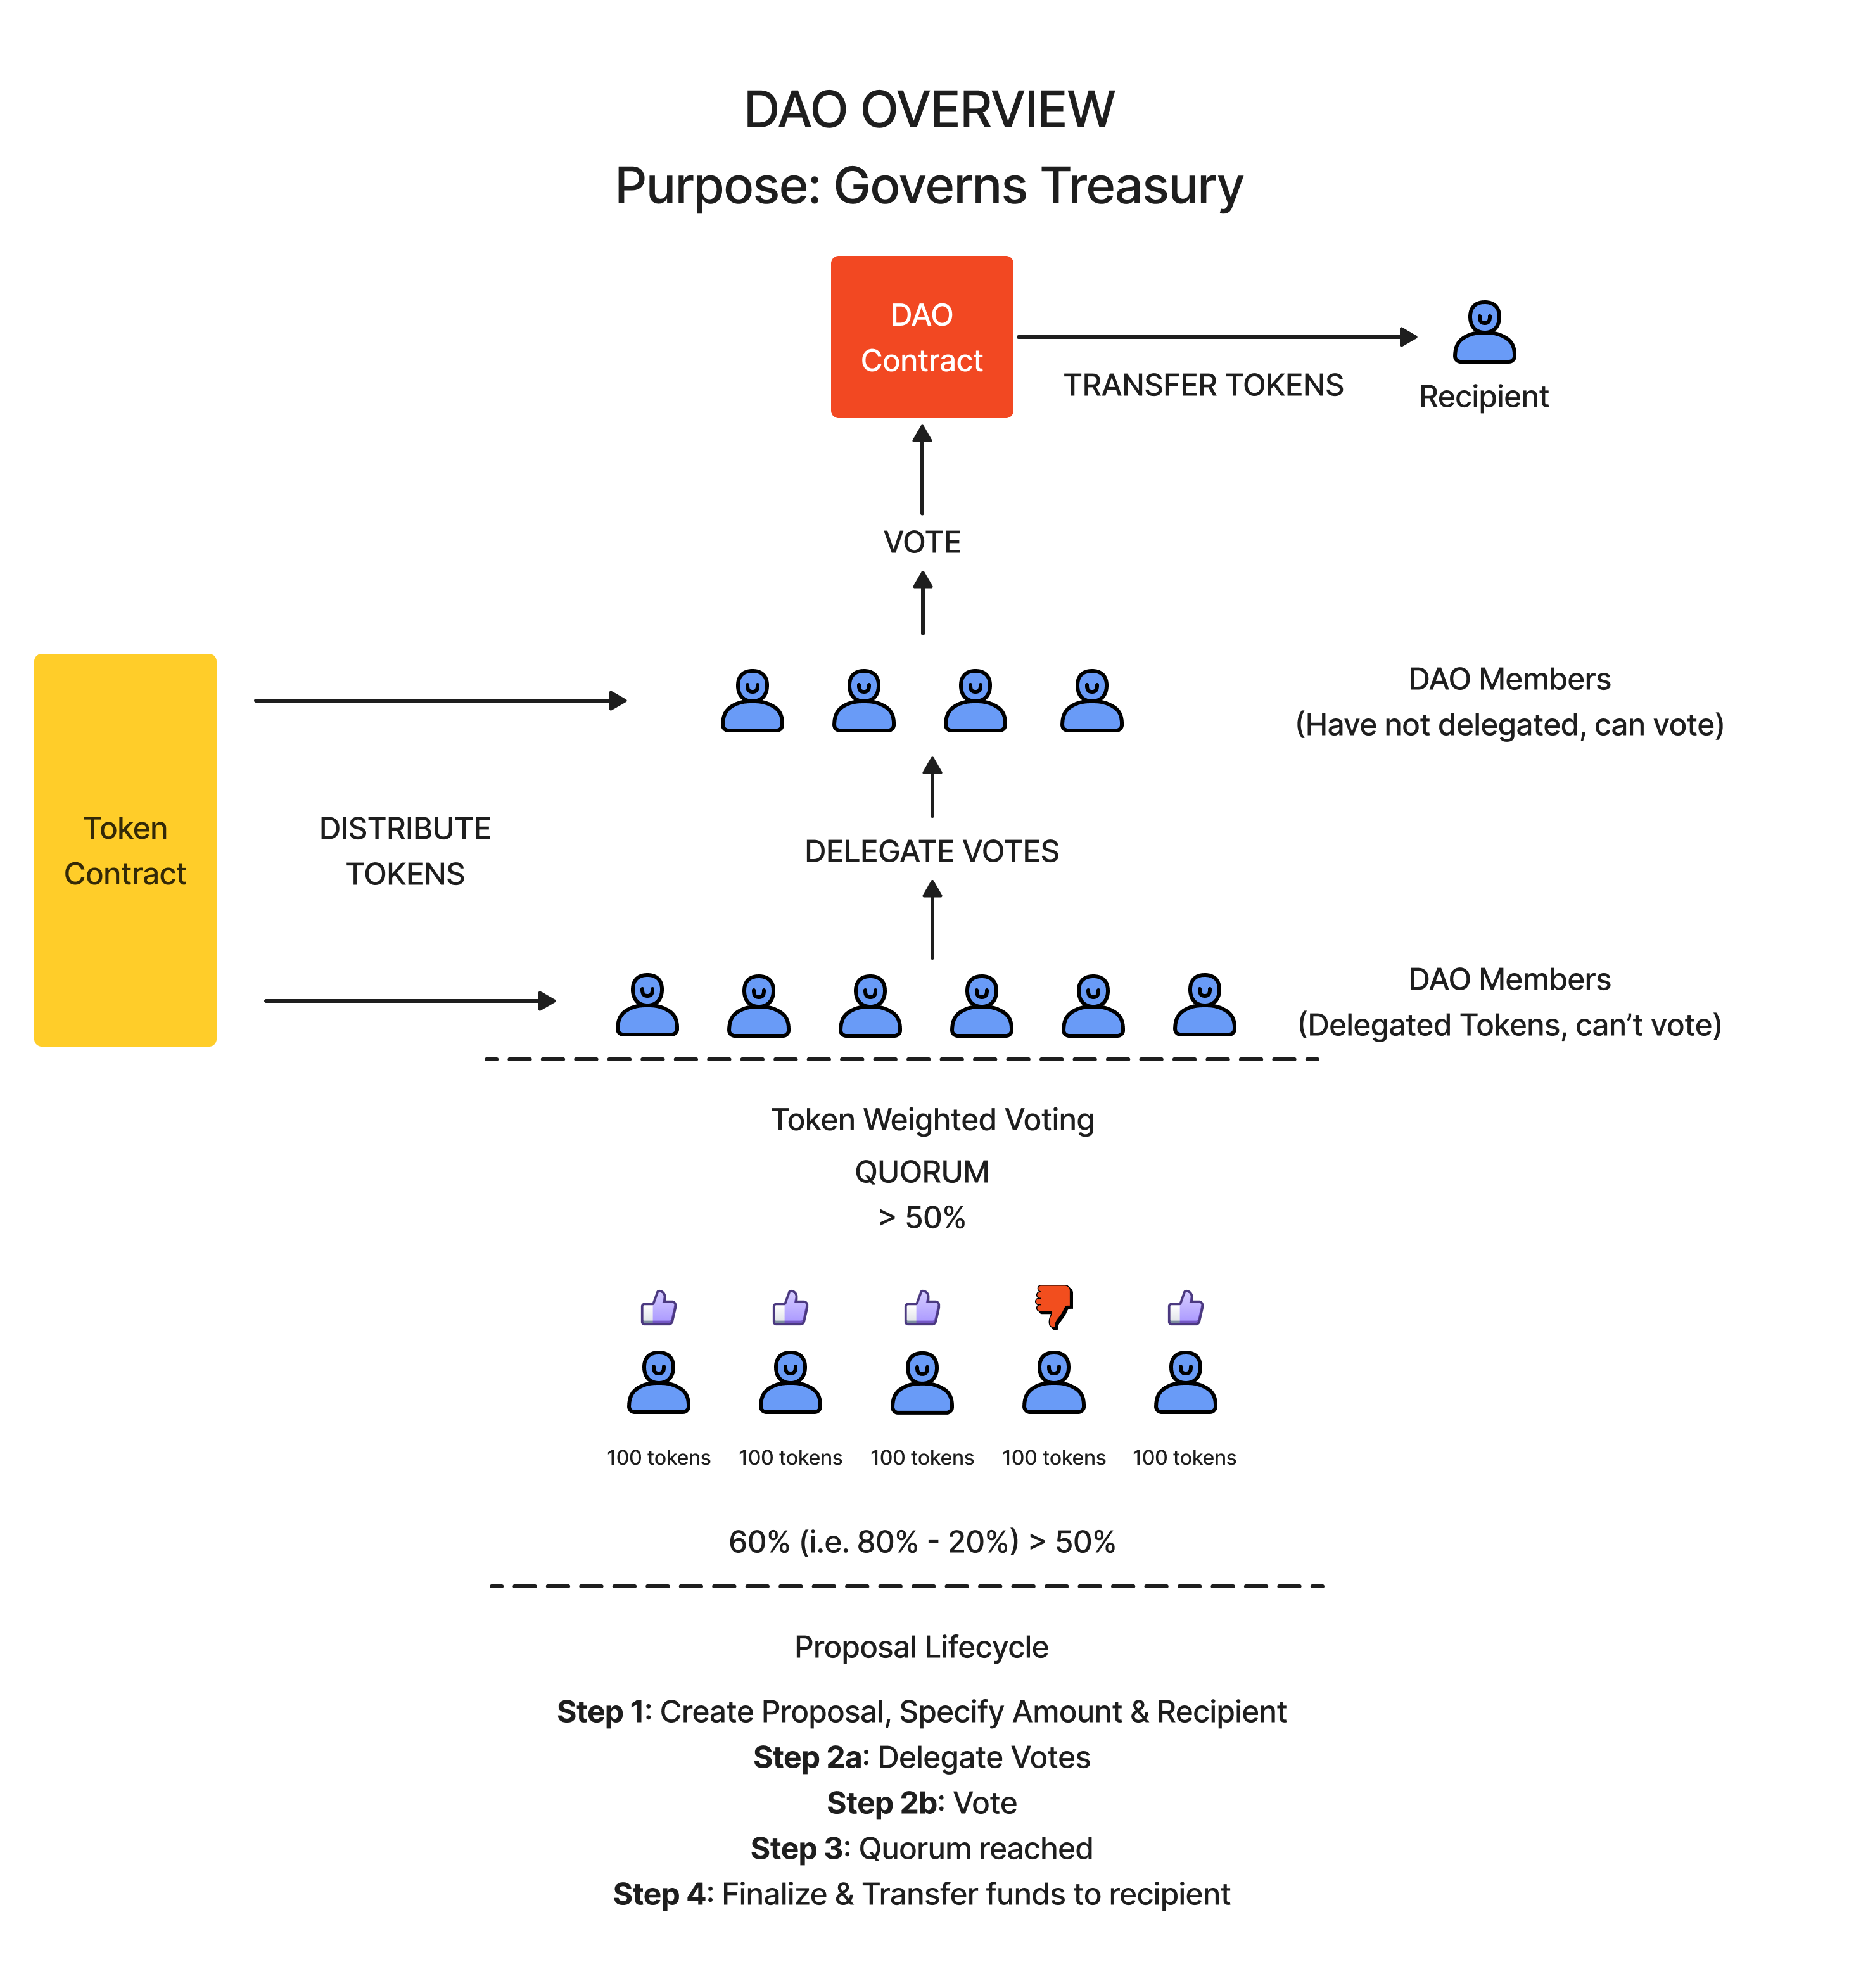 DAO OVERVIEW
Purpose: Governs Treasury
DAO
Contract
TRANSFER TOKENS
Recipient
VOTE
DAO Members
(Have not delegated, can vote)
Token
Contract
DISTRIBUTE
TOKENS
DELEGATE VOTES
DAO Members
(Delegated Tokens, can’t vote)
Token Weighted Voting
QUORUM
> 50%
100 tokens 100 tokens 100 tokens 100 tokens 100 tokens
60% (i.e. 80% - 20%) > 50%
Proposal Lifecycle
Step 1: Create Proposal, Specify Amount & Recipient
Step 2a: Delegate Votes
Step 2b: Vote
Step 3: Quorum reached
Step 4: Finalize & Transfer funds to recipient